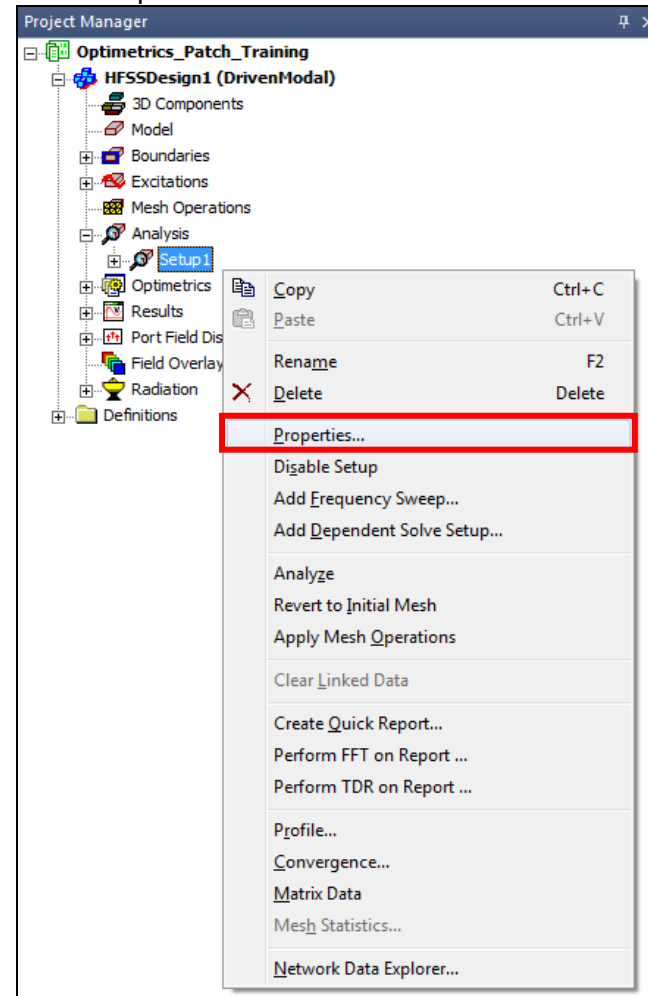 Project Manager
Optimetrics_Patch_Training
HFSSDesign1 (DrivenModal)
3D Components
Model
Boundaries
Excitations
Mesh Operations
Analysis
Setup1
Optimetrics
Results
Port Field Dis
Field Overlay
Radiation
Definitions
Copy Ctrl+C
Paste Ctrl+V
Rename F2
Delete Delete
Properties...
Disable Setup
Add Frequency Sweep...
Add Dependent Solve Setup...
Analyze
Revert to Initial Mesh
Apply Mesh Operations
Clear Linked Data
Create Quick Report...
Perform FFT on Report ...
Perform TDR on Report ...
Profile...
Convergence...
Matrix Data
Mesh Statistics...
Network Data Explorer...